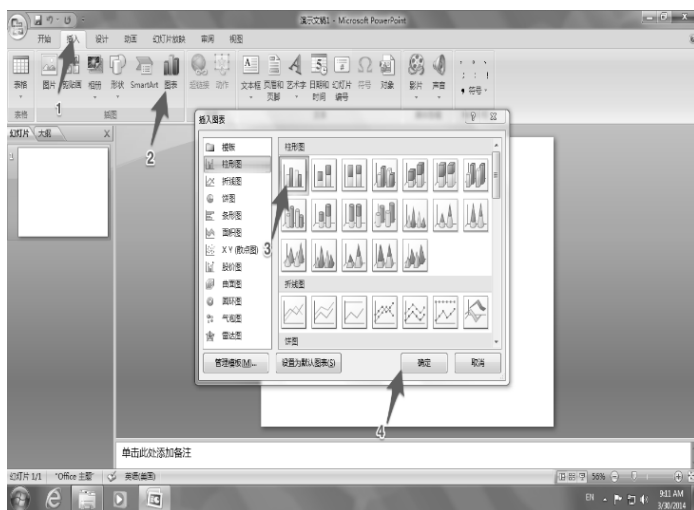 演示文稿1 - Microsoft PowerPoint
开始 插入 设计 动画 幻灯片放映 审阅 视图
表格 图片 剪贴画 相册 形状 SmartArt 图表 超链接 动作 文本框 页眉和页脚 艺术字 日期和时间 幻灯片编号 符号 对象 影片 声音 符号
表格 插图 文本
1
2
幻灯片 大纲 X
插入图表
模板
柱形图
折线图
饼图
条形图
面积图
X Y (散点图)
股价图
曲面图
圆环图
气泡图
雷达图
柱形图
3
折线图
饼图
管理模板(M)... 设置为默认图表(S) 确定 取消
4
单击此处添加备注
幻灯片 1/1 "Office 主题" 英语(美国) 56%
EN 9:11 AM
3/30/2014